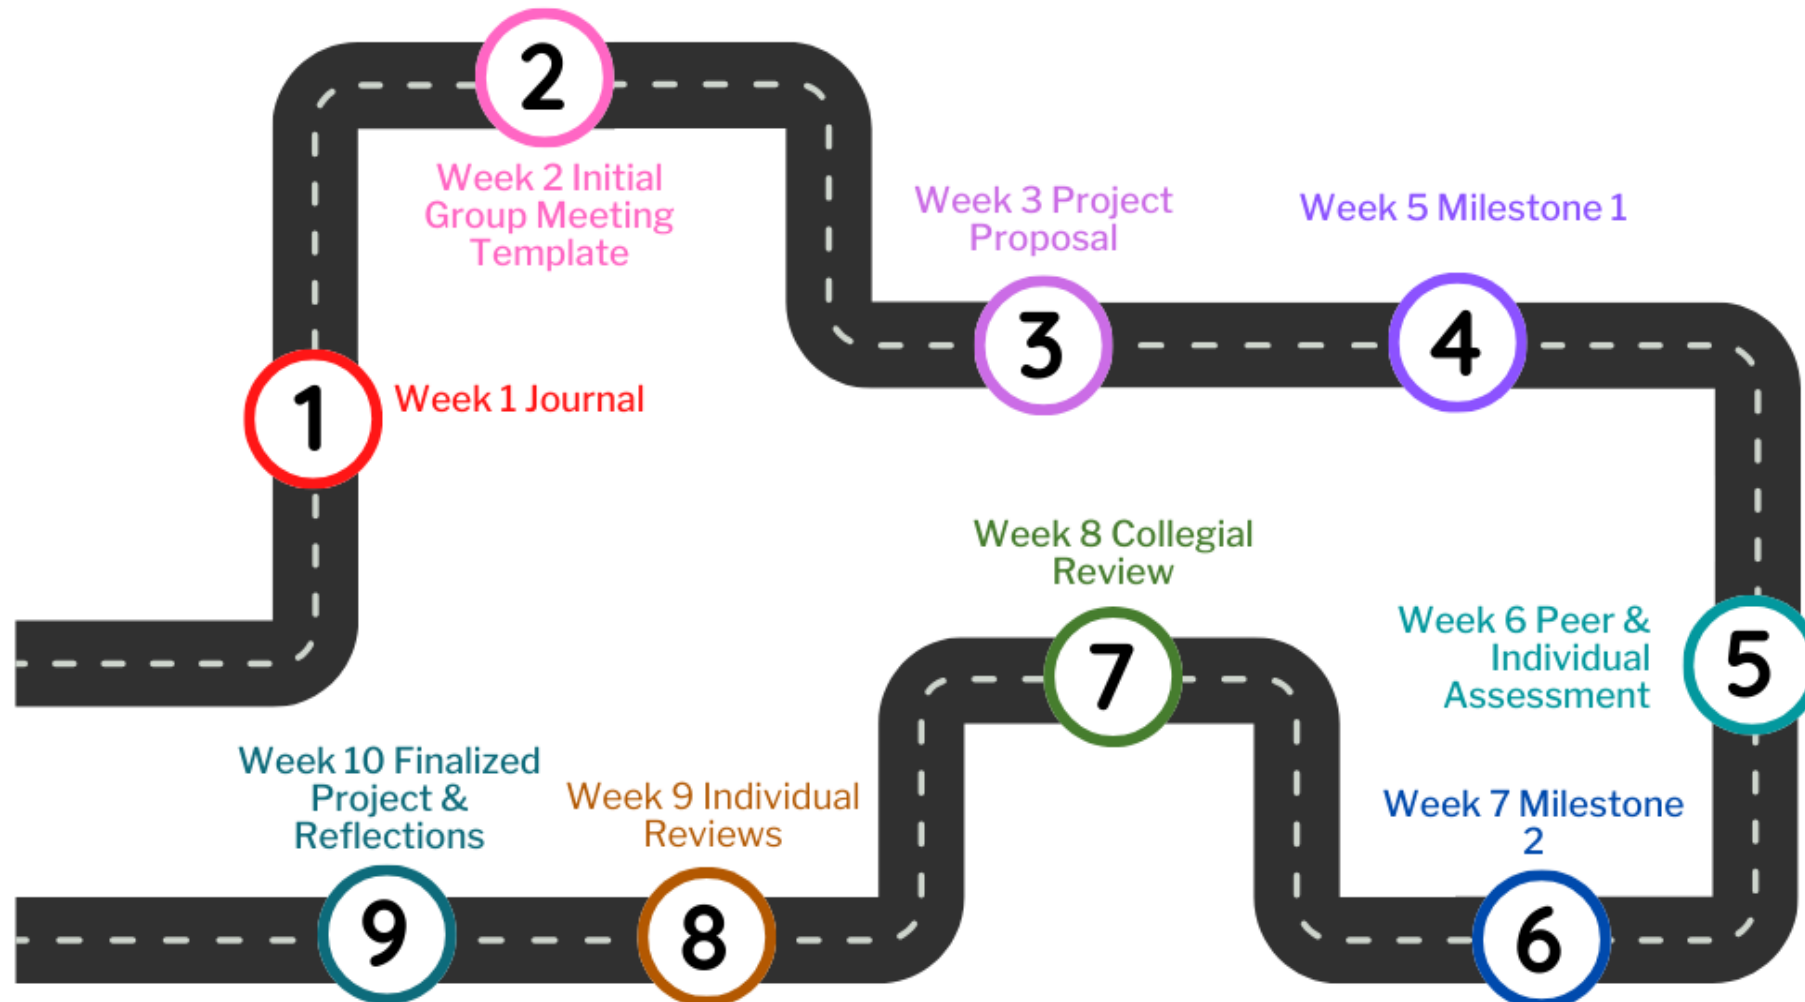 1
Week 1 Journal
2
Week 2 Initial
Group Meeting
Template
3
Week 3 Project
Proposal
4
Week 5 Milestone 1
5
Week 6 Peer &
Individual
Assessment
6
Week 7 Milestone
2
7
Week 8 Collegial
Review
8
Week 9 Individual
Reviews
9
Week 10 Finalized
Project &
Reflections